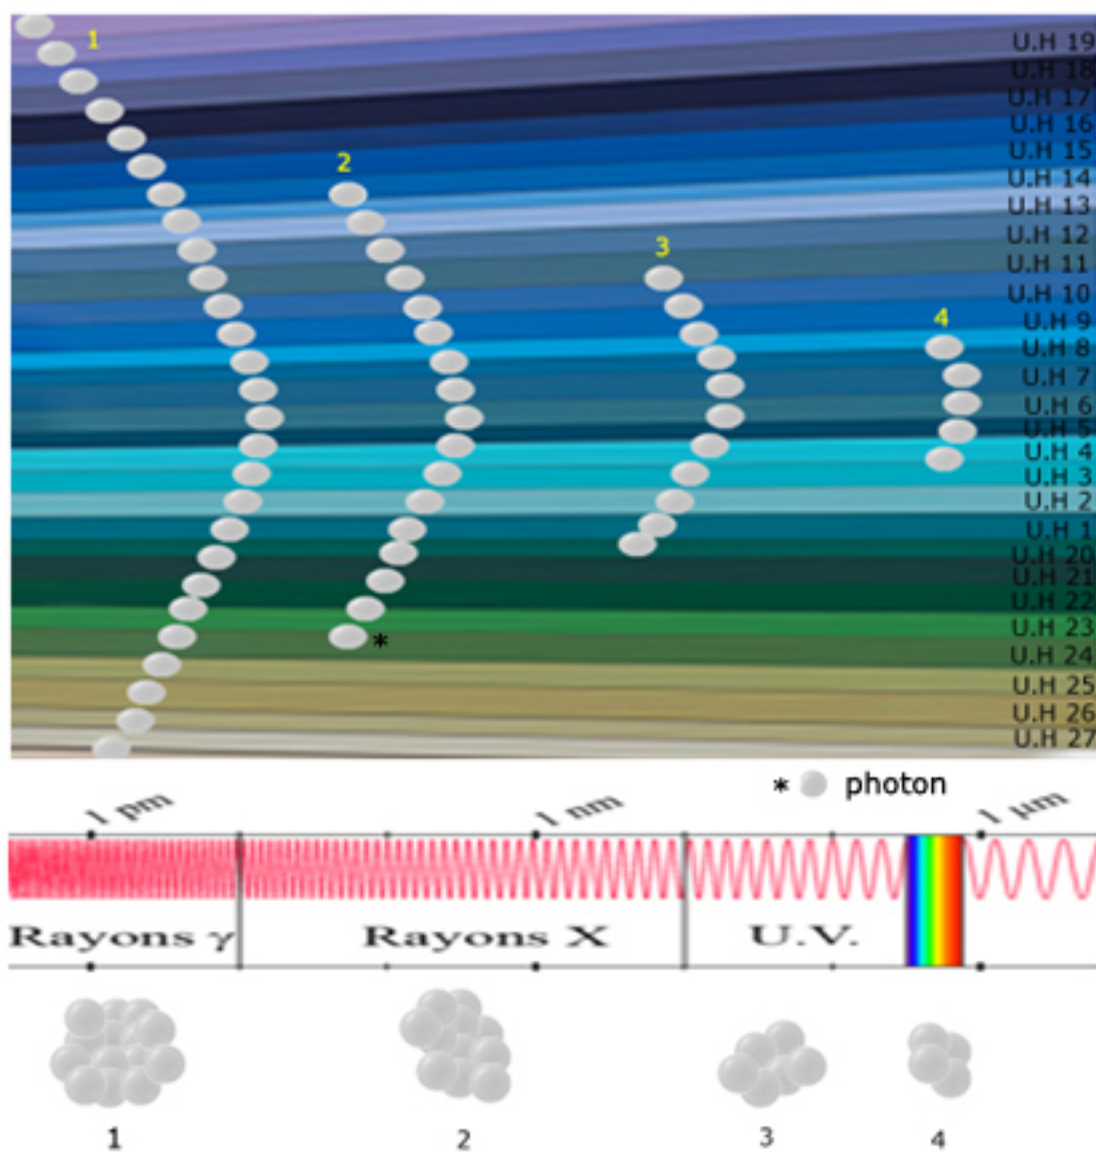 1
U.H 19
U.H 18
U.H 17
U.H 16
2
U.H 15
U.H 14
U.H 13
U.H 12
3
U.H 11
U.H 10
4
U.H 9
U.H 8
U.H 7
U.H 6
U.H 5
U.H 4
U.H 3
U.H 2
U.H 1
U.H 20
U.H 21
U.H 22
U.H 23
*
U.H 24
U.H 25
U.H 26
U.H 27
* photon
1 pm 1 nm 1 μm
Rayons γ Rayons X U.V.
1 2 3 4